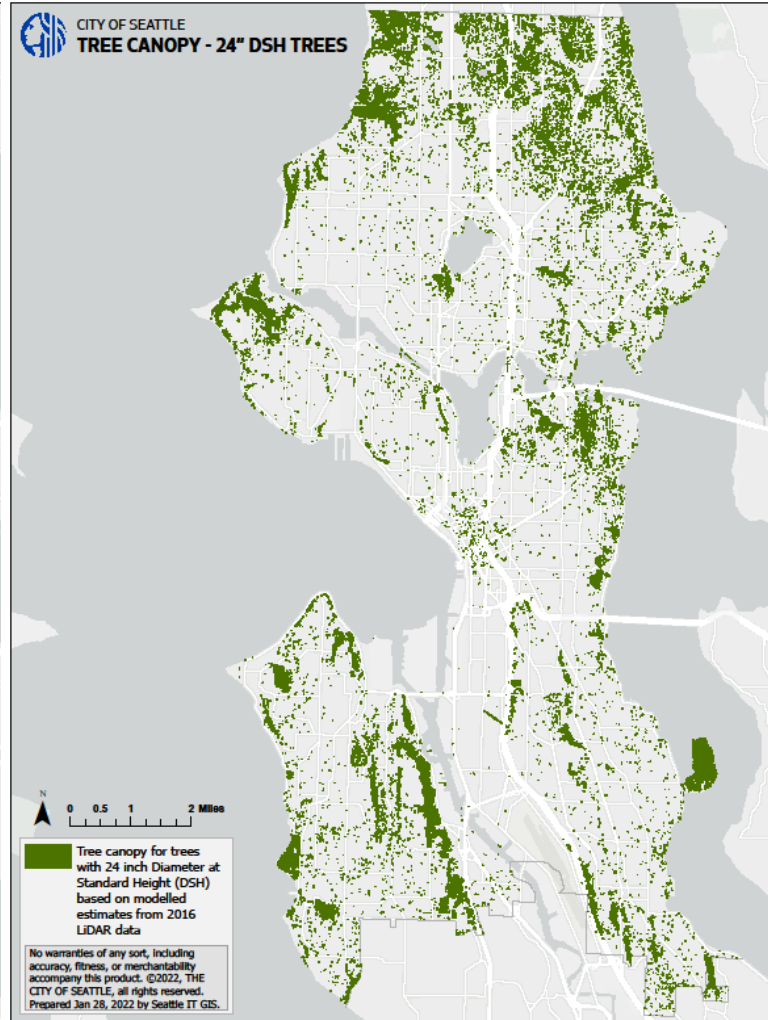 CITY OF SEATTLE
TREE CANOPY - 24" DSH TREES
N
0 0.5 1 2 Miles
Tree canopy for trees
with 24 inch Diameter at
Standard Height (DSH)
based on modelled
estimates from 2016
LiDAR data
No warranties of any sort, including
accuracy, fitness, or merchantability
accompany this product. ©2022, THE
CITY OF SEATTLE, all rights reserved.
Prepared Jan 28, 2022 by Seattle IT GIS.